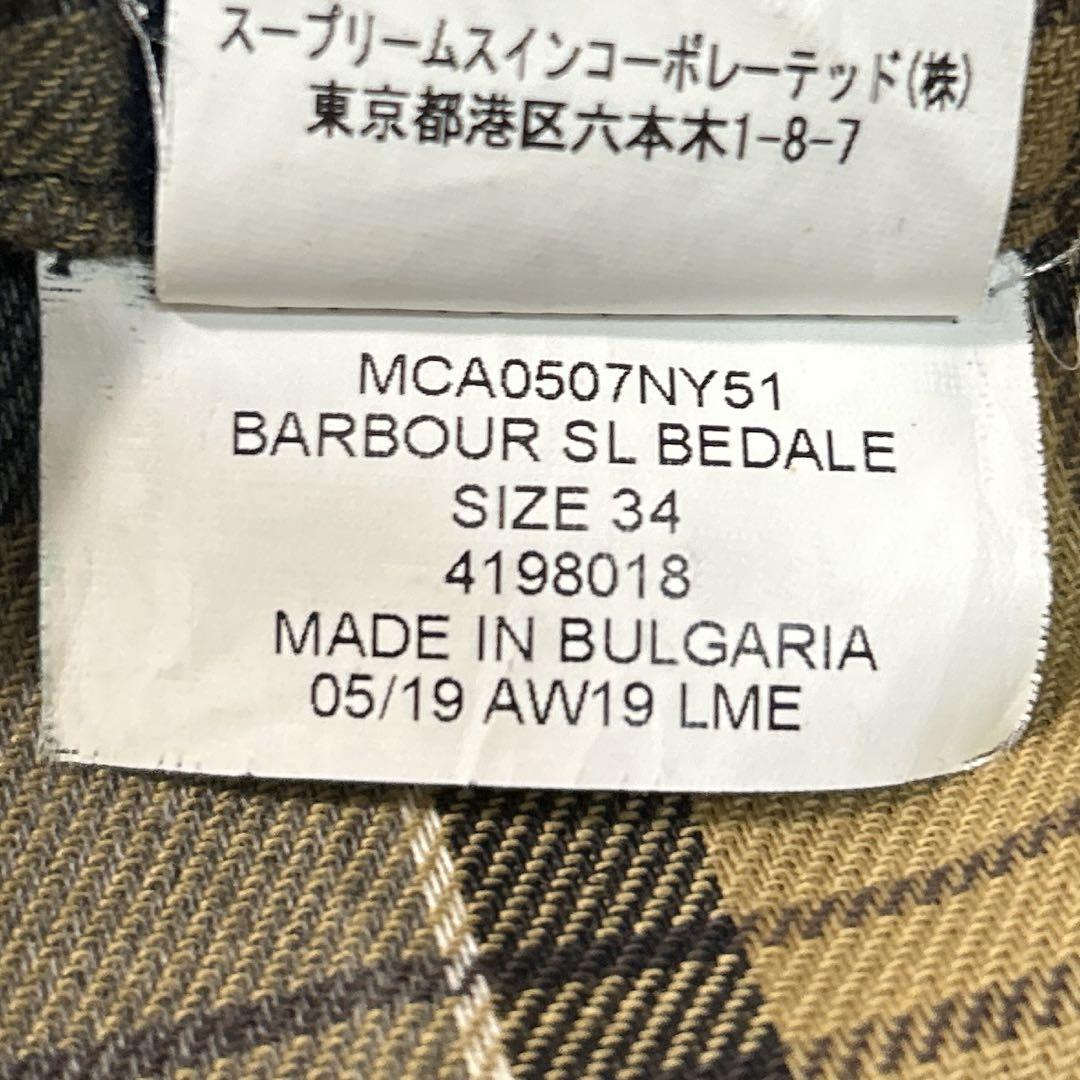 スープリームスインコーポレーテッド(株)
東京都港区六本木1-8-7
MCA0507NY51
BARBOUR SL BEDALE
SIZE 34
4198018
MADE IN BULGARIA
05/19 AW19 LME